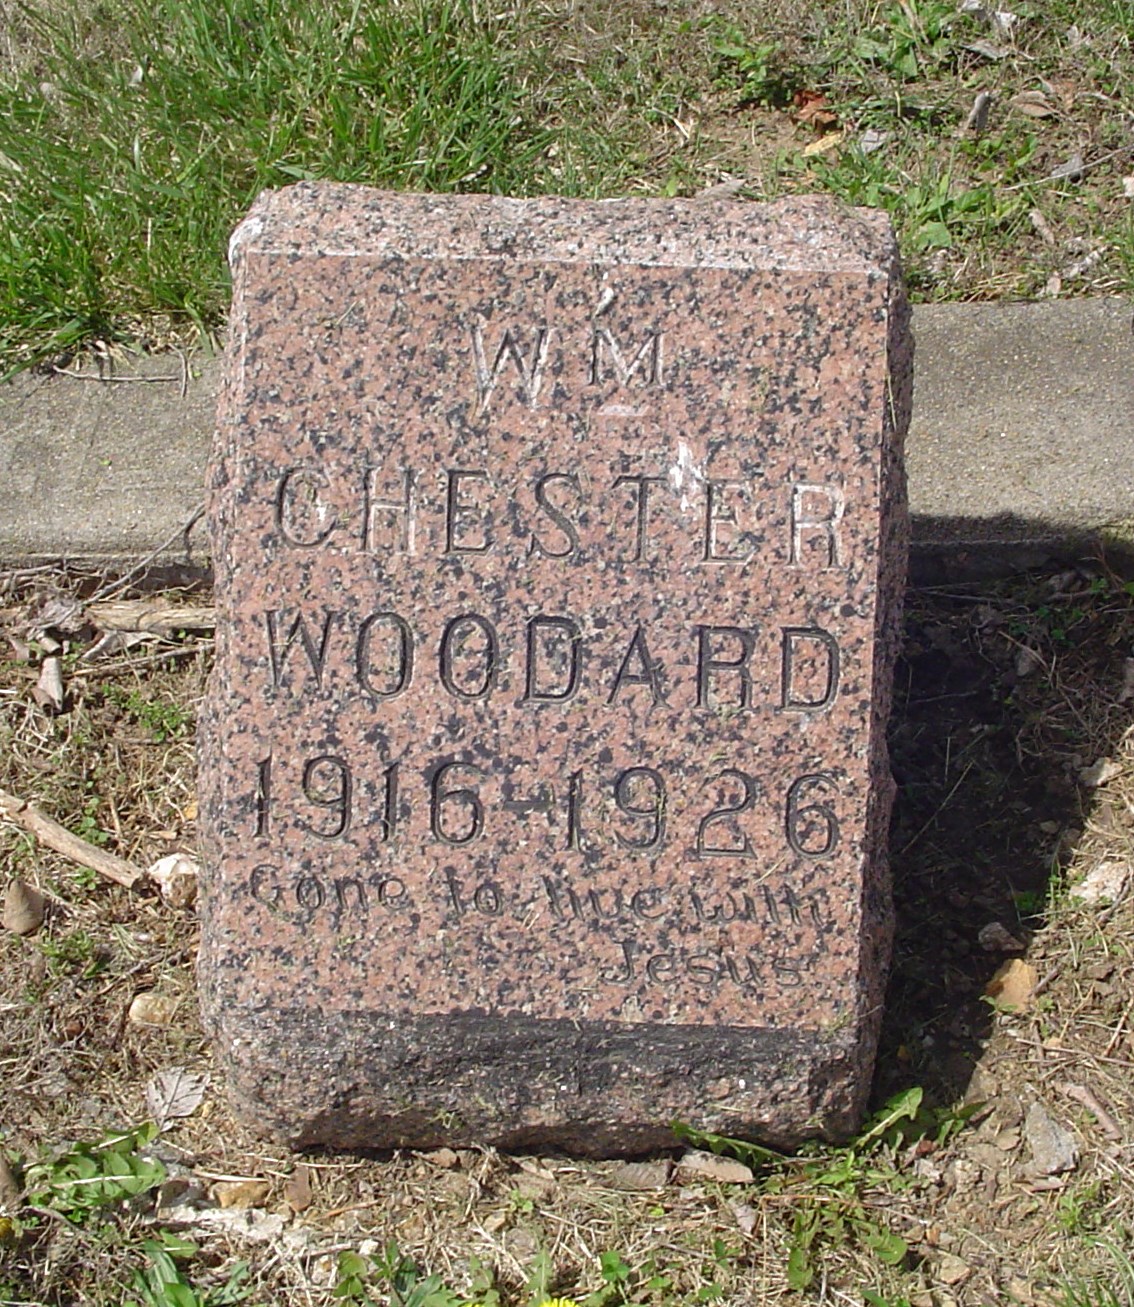 WM
CHESTER
WOODARD
1916-1926
Gone to live with
Jesus